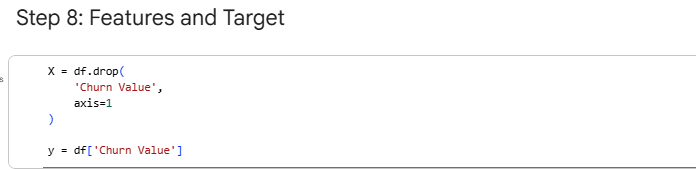 Step 8: Features and Target
s
X = df.drop(
    'Churn Value',
    axis=1
)
y = df['Churn Value']